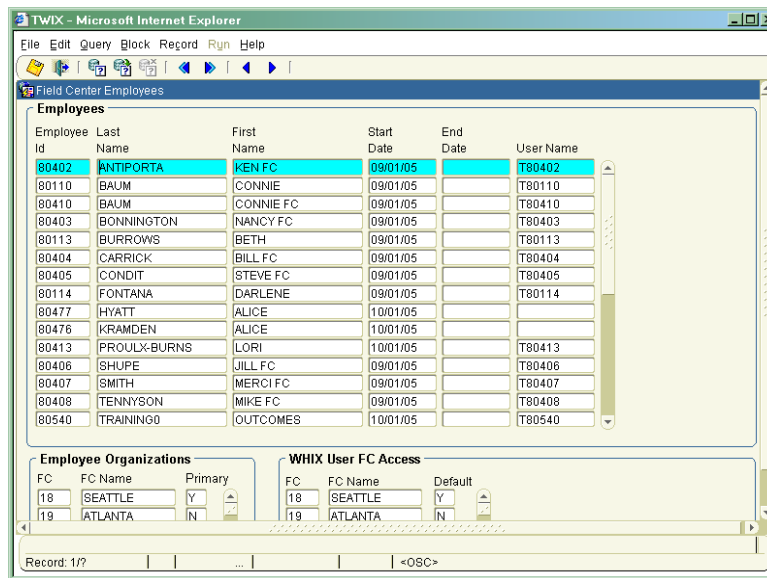 TWIX - Microsoft Internet Explorer
File Edit Query Block Record Run Help
Field Center Employees
Employees
Employee Last First Start End
Id Name Name Date Date User Name
80402 ANTIPORTA KEN FC 09/01/05 T80402
80110 BAUM CONNIE 09/01/05 T80110
80410 BAUM CONNIE FC 09/01/05 T80410
80403 BONNINGTON NANCY FC 09/01/05 T80403
80113 BURROWS BETH 09/01/05 T80113
80404 CARRICK BILL FC 09/01/05 T80404
80405 CONDIT STEVE FC 09/01/05 T80405
80114 FONTANA DARLENE 09/01/05 T80114
80477 HYATT ALICE 10/01/05
80476 KRAMDEN ALICE 10/01/05
80413 PROULX-BURNS LORI 10/01/05 T80413
80406 SHUPE JILL FC 09/01/05 T80406
80407 SMITH MERCI FC 09/01/05 T80407
80408 TENNYSON MIKE FC 09/01/05 T80408
80540 TRAINING0 OUTCOMES 10/01/05 T80540
Employee Organizations WHIX User FC Access
FC FC Name Primary FC FC Name Default
18 SEATTLE Y 18 SEATTLE Y
19 ATLANTA N 19 ATLANTA N
Record: 1/? ... <OSC>